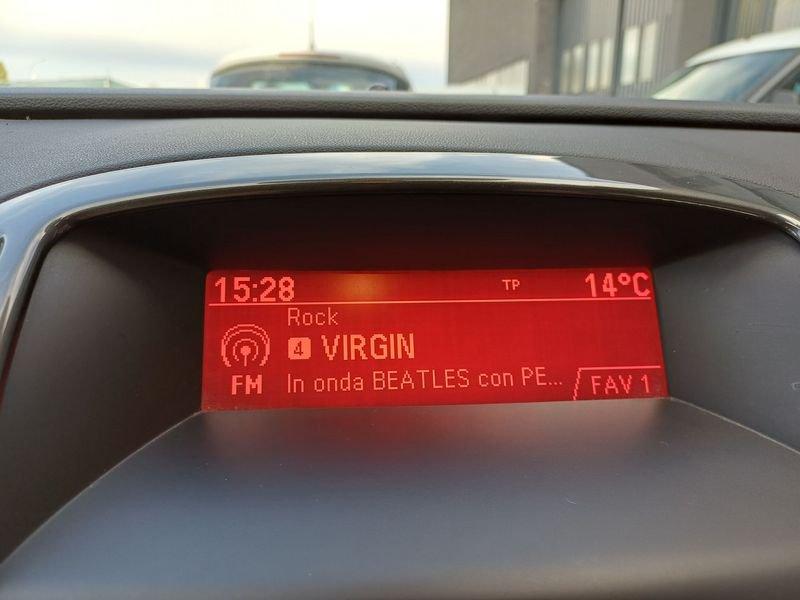 15:28 TP 14°C
Rock
4 VIRGIN
FM In onda BEATLES con PE... FAV 1